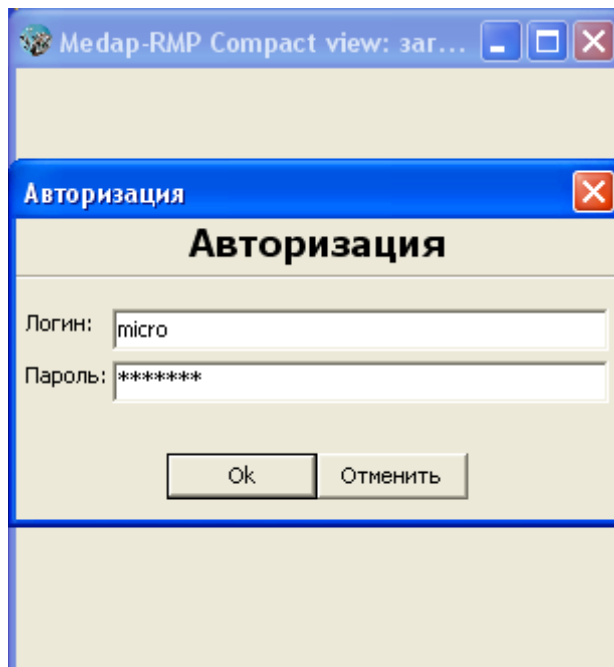 Medap-RMP Compact view: заг...
Авторизация
Авторизация
Логин: micro
Пароль: *******
Ok Отменить